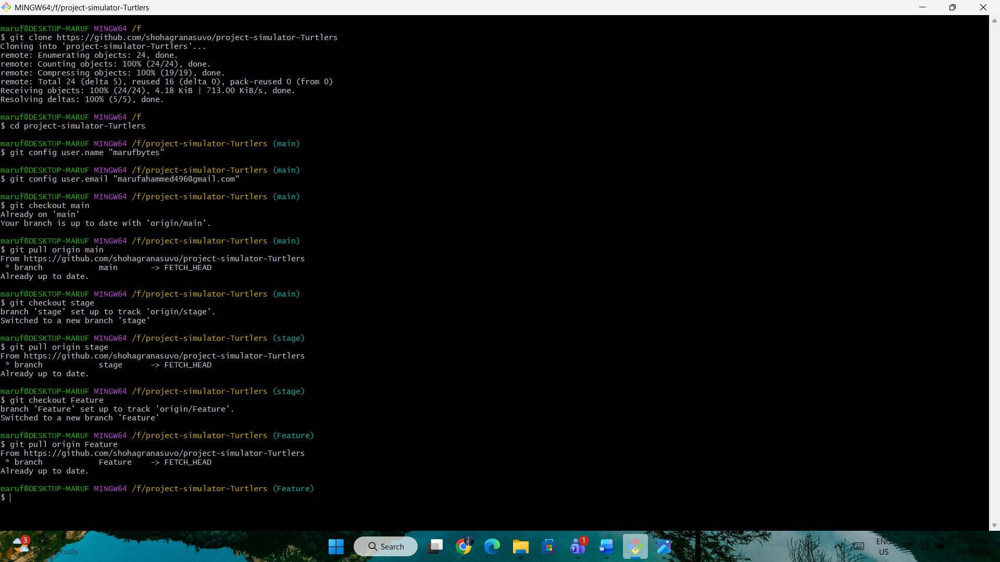 MINGW64:/f/project-simulator-Turtlers
maruf@DESKTOP-MARUF MINGW64 /f
$ git clone https://github.com/shohagranasuvo/project-simulator-Turtlers
Cloning into 'project-simulator-Turtlers'...
remote: Enumerating objects: 24, done.
remote: Counting objects: 100% (24/24), done.
remote: Compressing objects: 100% (19/19), done.
remote: Total 24 (delta 5), reused 16 (delta 0), pack-reused 0 (from 0)
Receiving objects: 100% (24/24), 4.18 KiB | 713.00 KiB/s, done.
Resolving deltas: 100% (5/5), done.
maruf@DESKTOP-MARUF MINGW64 /f
$ cd project-simulator-Turtlers
maruf@DESKTOP-MARUF MINGW64 /f/project-simulator-Turtlers (main)
$ git config user.name "marufbytes"
maruf@DESKTOP-MARUF MINGW64 /f/project-simulator-Turtlers (main)
$ git config user.email "marufahammed496@gmail.com"
maruf@DESKTOP-MARUF MINGW64 /f/project-simulator-Turtlers (main)
$ git checkout main
Already on 'main'
Your branch is up to date with 'origin/main'.
maruf@DESKTOP-MARUF MINGW64 /f/project-simulator-Turtlers (main)
$ git pull origin main
From https://github.com/shohagranasuvo/project-simulator-Turtlers
* branch main -> FETCH_HEAD
Already up to date.
maruf@DESKTOP-MARUF MINGW64 /f/project-simulator-Turtlers (main)
$ git checkout stage
branch 'stage' set up to track 'origin/stage'.
Switched to a new branch 'stage'
maruf@DESKTOP-MARUF MINGW64 /f/project-simulator-Turtlers (stage)
$ git pull origin stage
From https://github.com/shohagranasuvo/project-simulator-Turtlers
* branch stage -> FETCH_HEAD
Already up to date.
maruf@DESKTOP-MARUF MINGW64 /f/project-simulator-Turtlers (stage)
$ git checkout Feature
branch 'Feature' set up to track 'origin/Feature'.
Switched to a new branch 'Feature'
maruf@DESKTOP-MARUF MINGW64 /f/project-simulator-Turtlers (Feature)
$ git pull origin Feature
From https://github.com/shohagranasuvo/project-simulator-Turtlers
* branch Feature -> FETCH_HEAD
Already up to date.
maruf@DESKTOP-MARUF MINGW64 /f/project-simulator-Turtlers (Feature)
$
3 14°C
Partly cloudy
Search
1
ENG
US
2:07 AM
1/6/2026